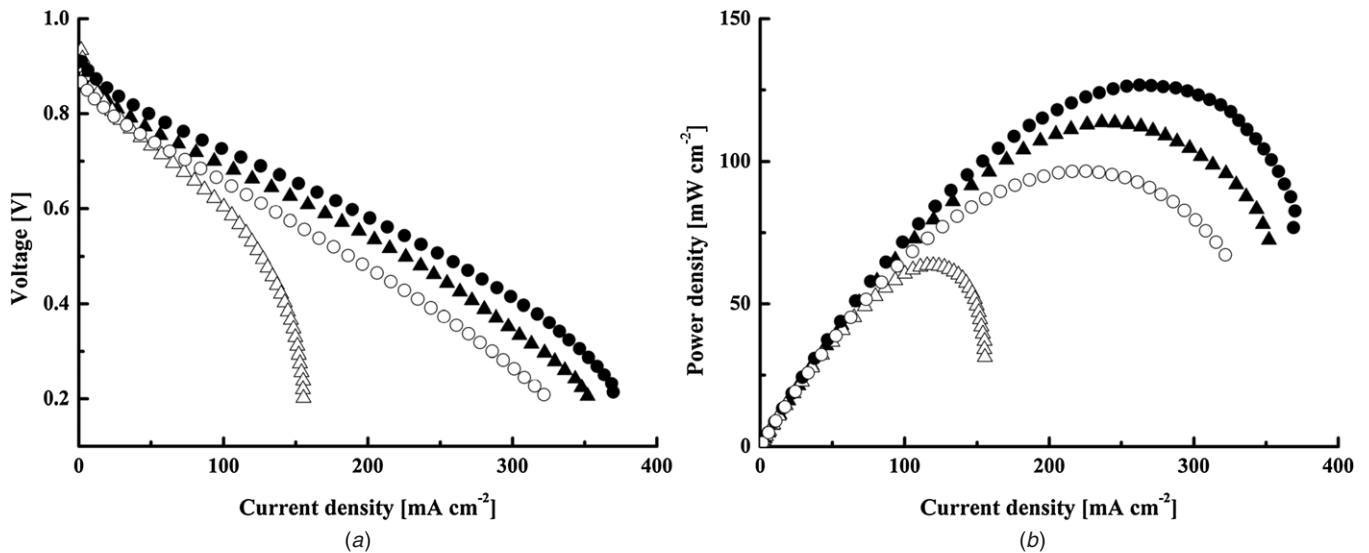 1.0
0.8
0.6
0.4
0.2
Voltage [V]
0 100 200 300 400
Current density [mA cm⁻²]
(a)
150
100
50
0
Power density [mW cm⁻²]
0 100 200 300 400
Current density [mA cm⁻²]
(b)